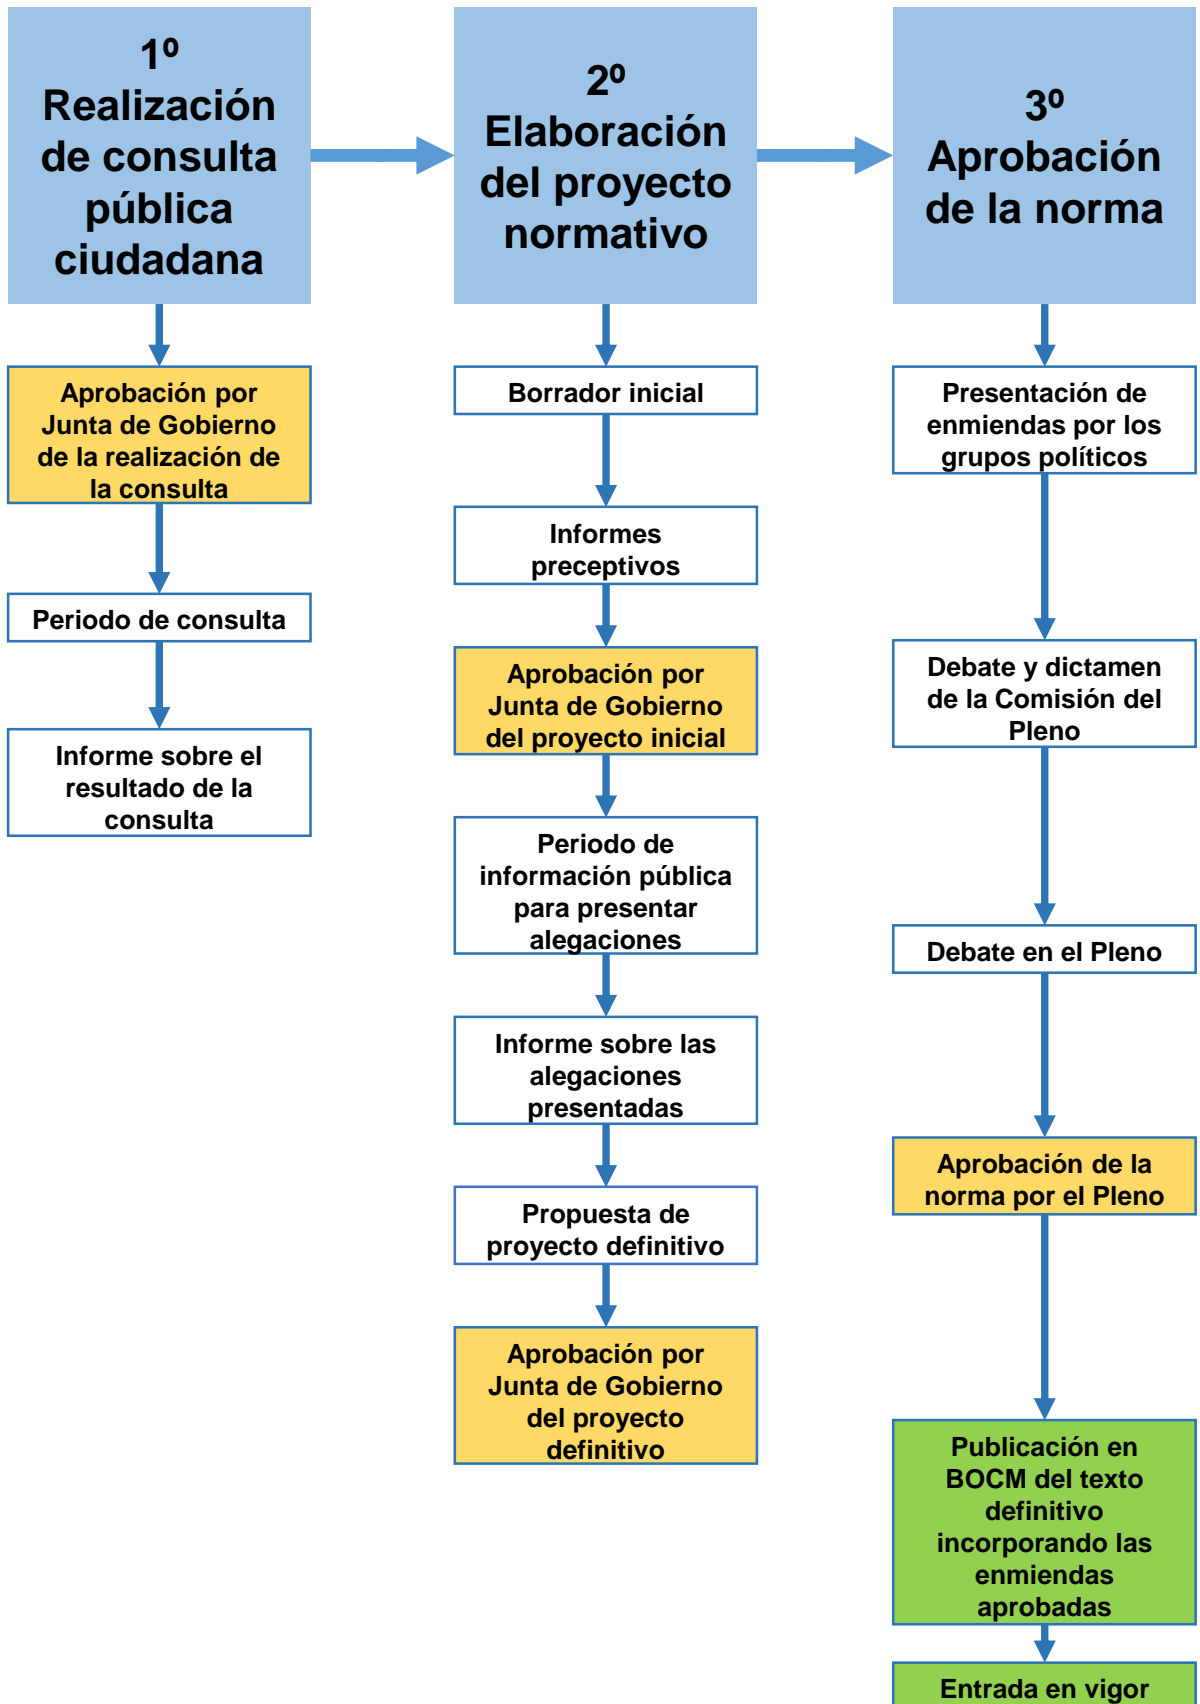 1º
Realización
de consulta
pública
ciudadana
Aprobación por
Junta de Gobierno
de la realización de
la consulta
Periodo de consulta
Informe sobre el
resultado de la
consulta
2º
Elaboración
del proyecto
normativo
Borrador inicial
Informes
preceptivos
Aprobación por
Junta de Gobierno
del proyecto inicial
Periodo de
información pública
para presentar
alegaciones
Informe sobre las
alegaciones
presentadas
Propuesta de
proyecto definitivo
Aprobación por
Junta de Gobierno
del proyecto
definitivo
3º
Aprobación
de la norma
Presentación de
enmiendas por los
grupos políticos
Debate y dictamen
de la Comisión del
Pleno
Debate en el Pleno
Aprobación de la
norma por el Pleno
Publicación en
BOCM del texto
definitivo
incorporando las
enmiendas
aprobadas
Entrada en vigor